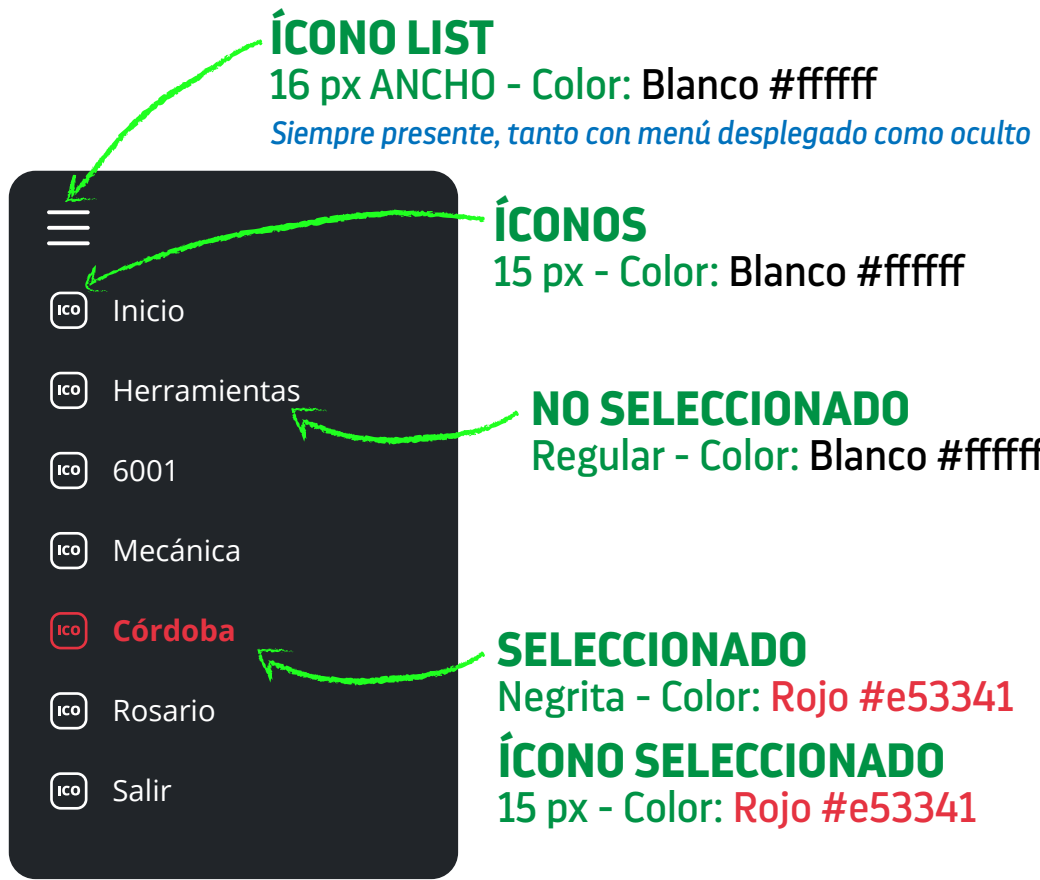 ÍCONO LIST
16 px ANCHO - Color: Blanco #ffffff
Siempre presente, tanto con menú desplegado como oculto
ÍCONOS
15 px - Color: Blanco #ffffff
ICO Inicio
ICO Herramientas
NO SELECCIONADO
Regular - Color: Blanco #ffffff
ICO 6001
ICO Mecánica
ICO Córdoba
SELECCIONADO
Negrita - Color: Rojo #e53341
ICO Rosario
ÍCONO SELECCIONADO
15 px - Color: Rojo #e53341
ICO Salir